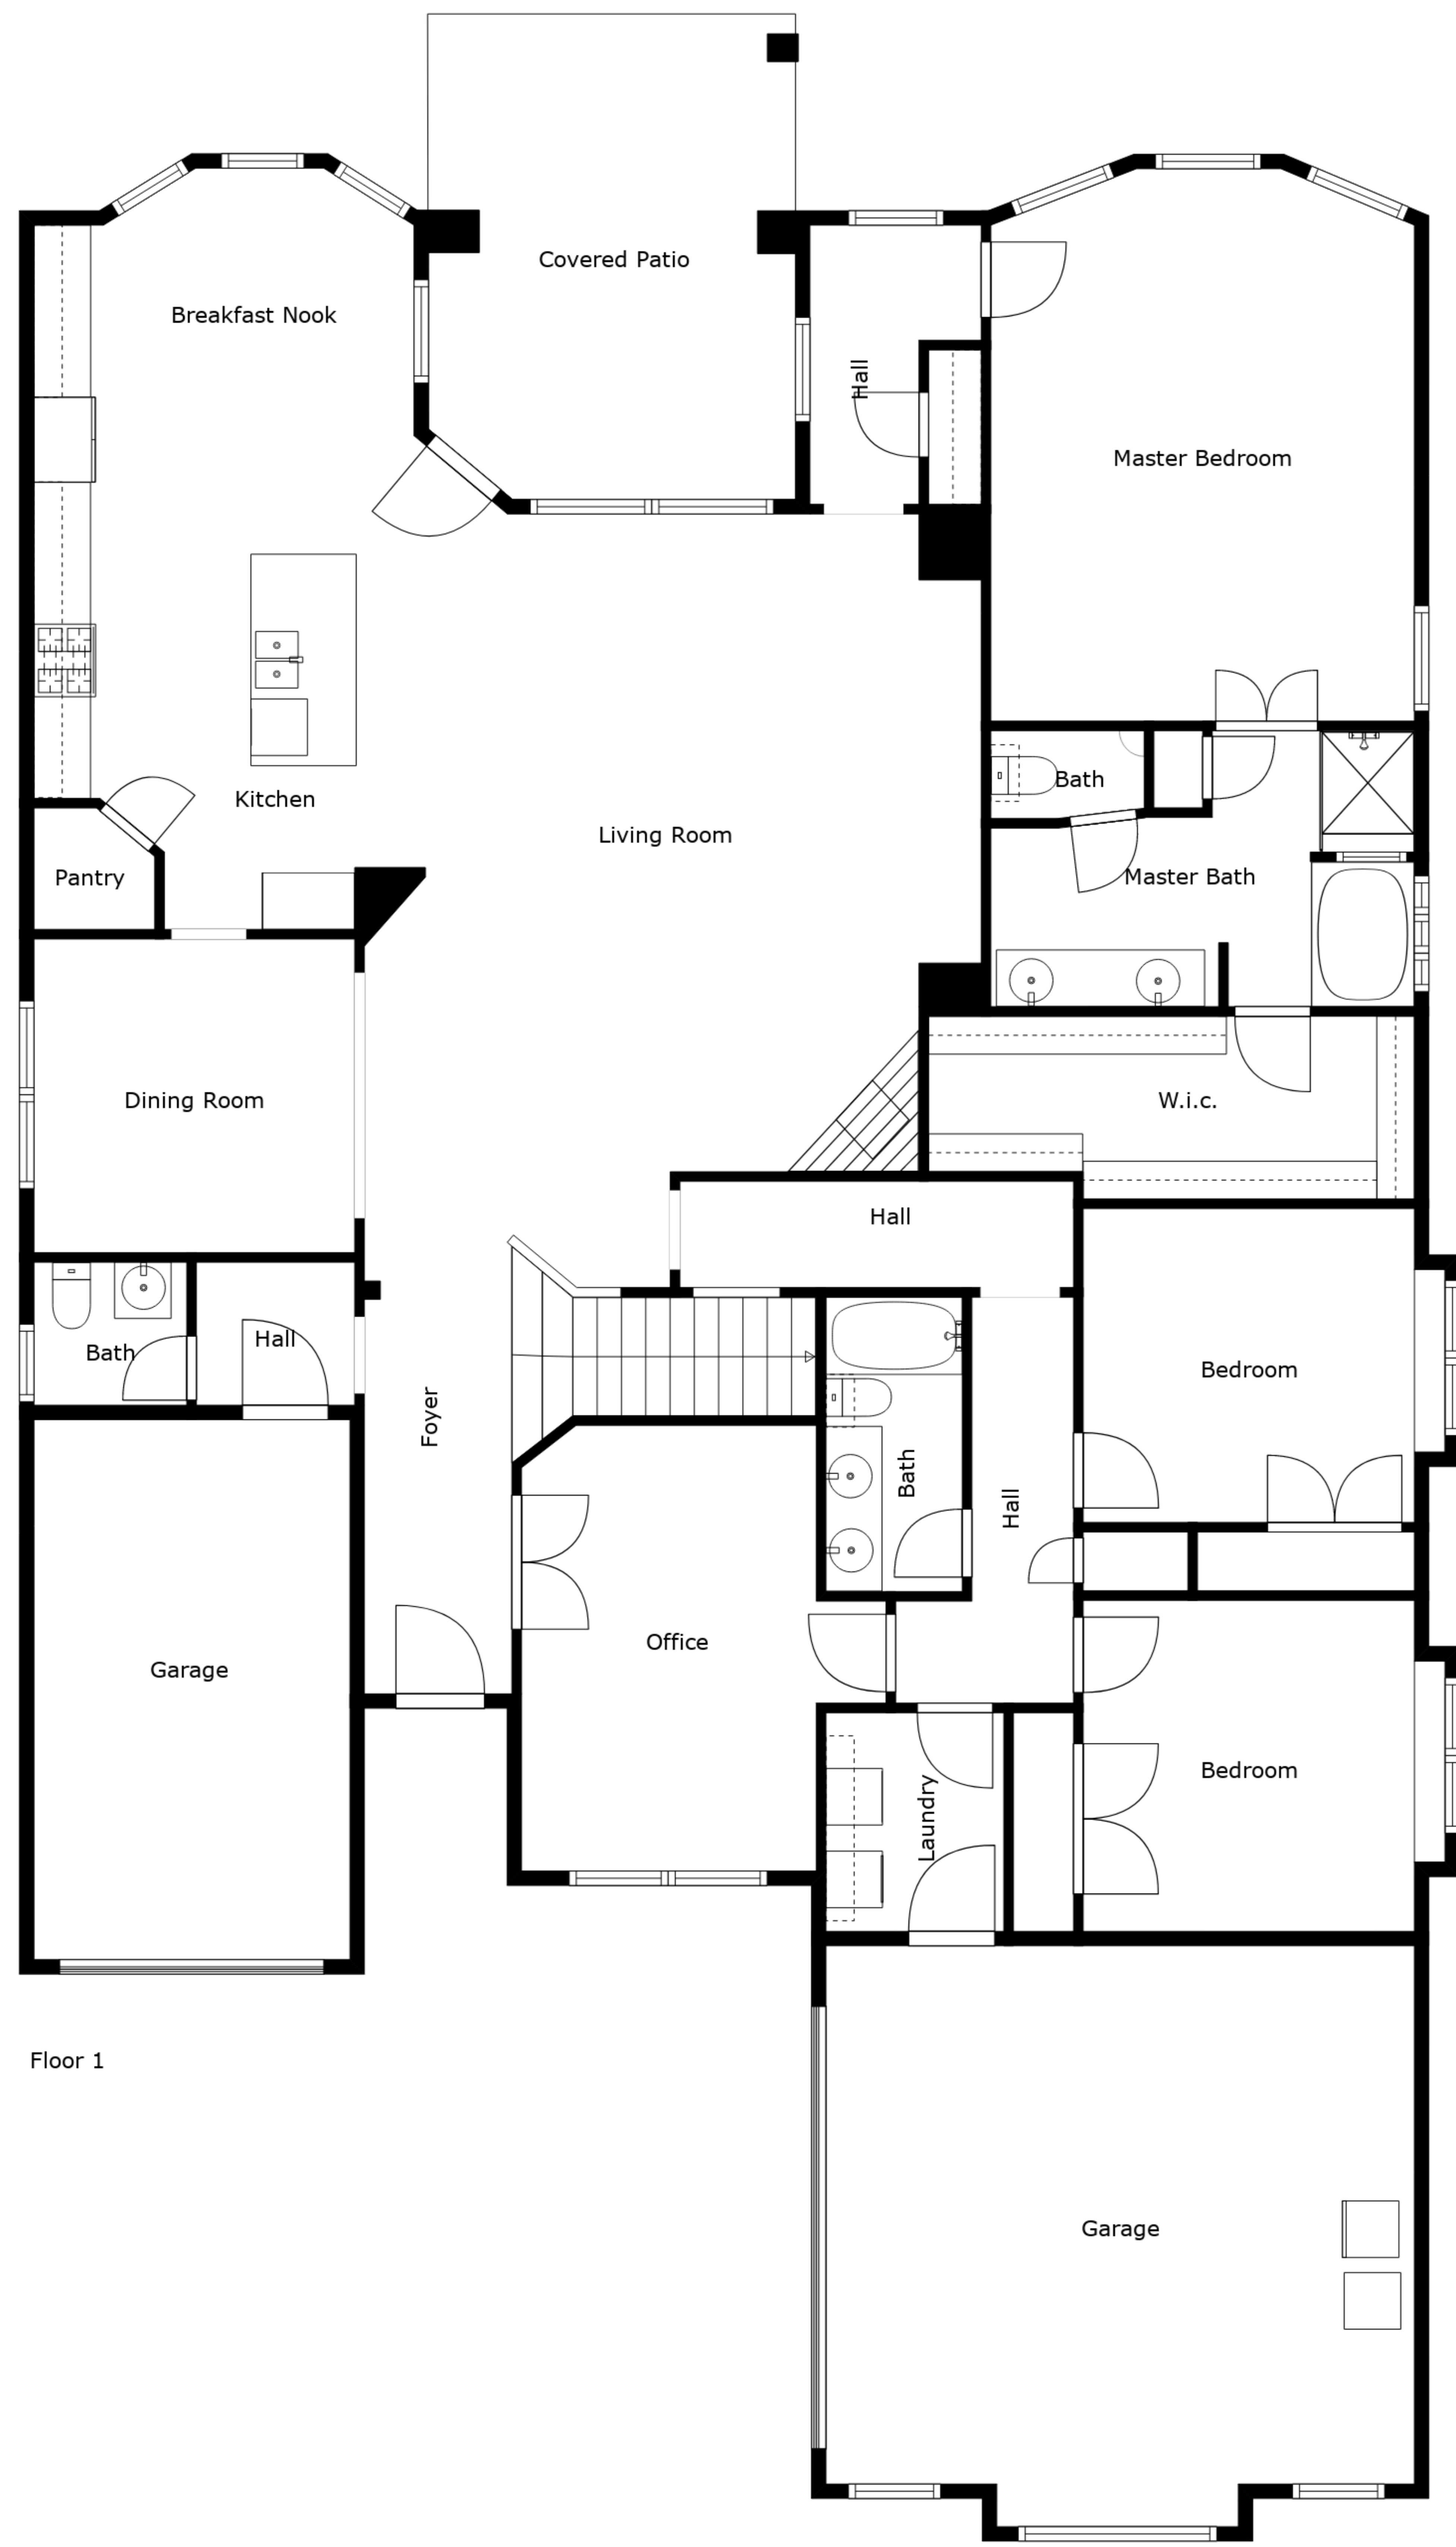 Covered Patio
Breakfast Nook
Hall
Master Bedroom
Bath
Kitchen
Living Room
Pantry
Master Bath
Dining Room
W.i.c.
Hall
Hall
Bath
Bedroom
Foyer
Bath
Hall
Office
Garage
Bedroom
Laundry
Floor 1
Garage